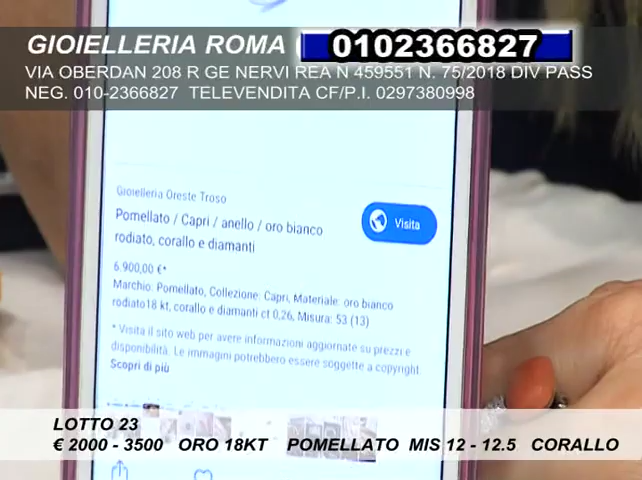 GIOIELLERIA ROMA 0102366827
VIA OBERDAN 208 R GE NERVI REA N 459551 N. 75/2018 DIV PASS
NEG. 010-2366827 TELEVENDITA CF/P.I. 0297380998
Gioielleria Oreste Troso
Pomellato / Capri / anello / oro bianco
rodiato, corallo e diamanti
Visita
6.900,00 €*
Marchio: Pomellato, Collezione: Capri, Materiale: oro bianco
rodiato18 kt, corallo e diamanti ct 0,26, Misura: 53 (13)
* Visita il sito web per avere informazioni aggiornate su prezzi e
disponibilità. Le immagini potrebbero essere soggette a copyright.
Scopri di più
LOTTO 23
€ 2000 - 3500 ORO 18KT POMELLATO MIS 12 - 12.5 CORALLO